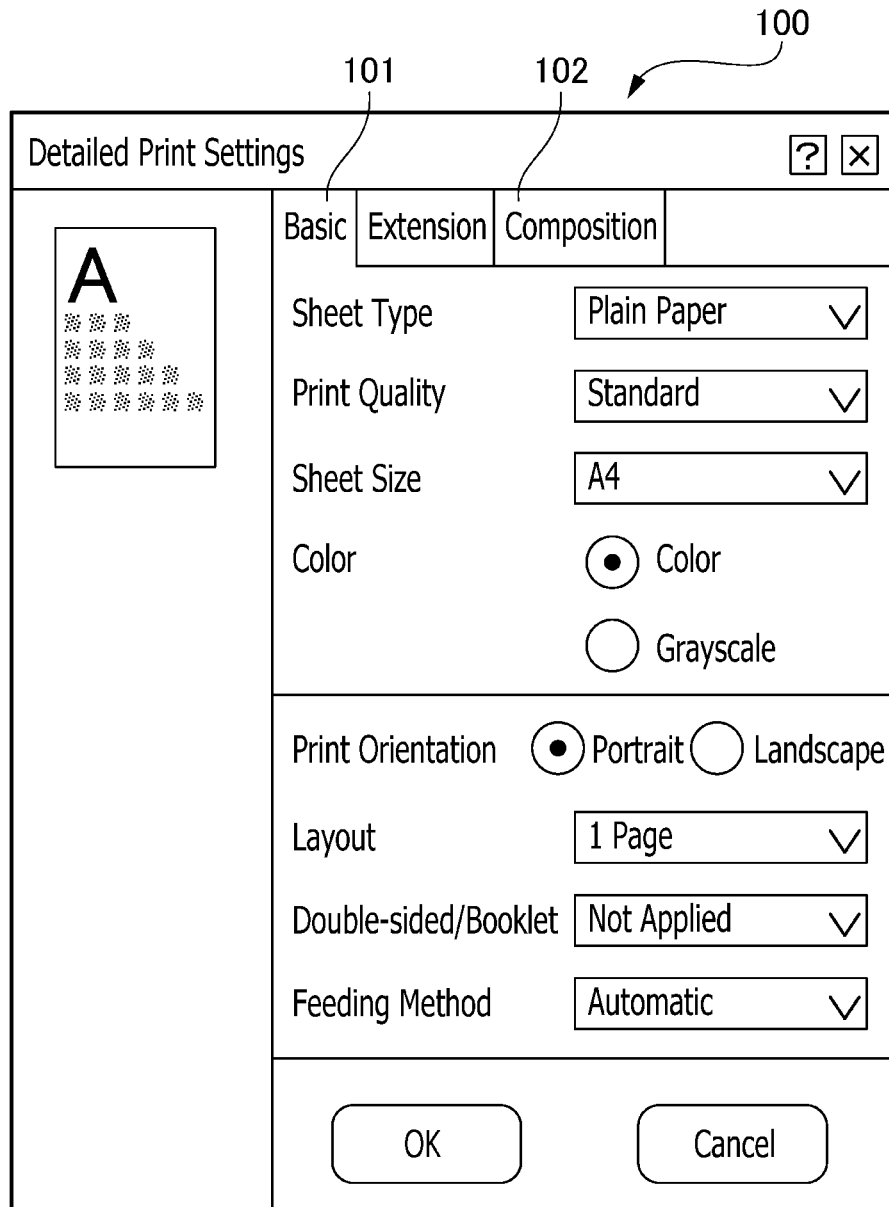 100
101 102
Detailed Print Settings ? ×
Basic Extension Composition
A
Sheet Type Plain Paper
Print Quality Standard
Sheet Size A4
Color Color
Grayscale
Print Orientation Portrait Landscape
Layout 1 Page
Double-sided/Booklet Not Applied
Feeding Method Automatic
OK Cancel